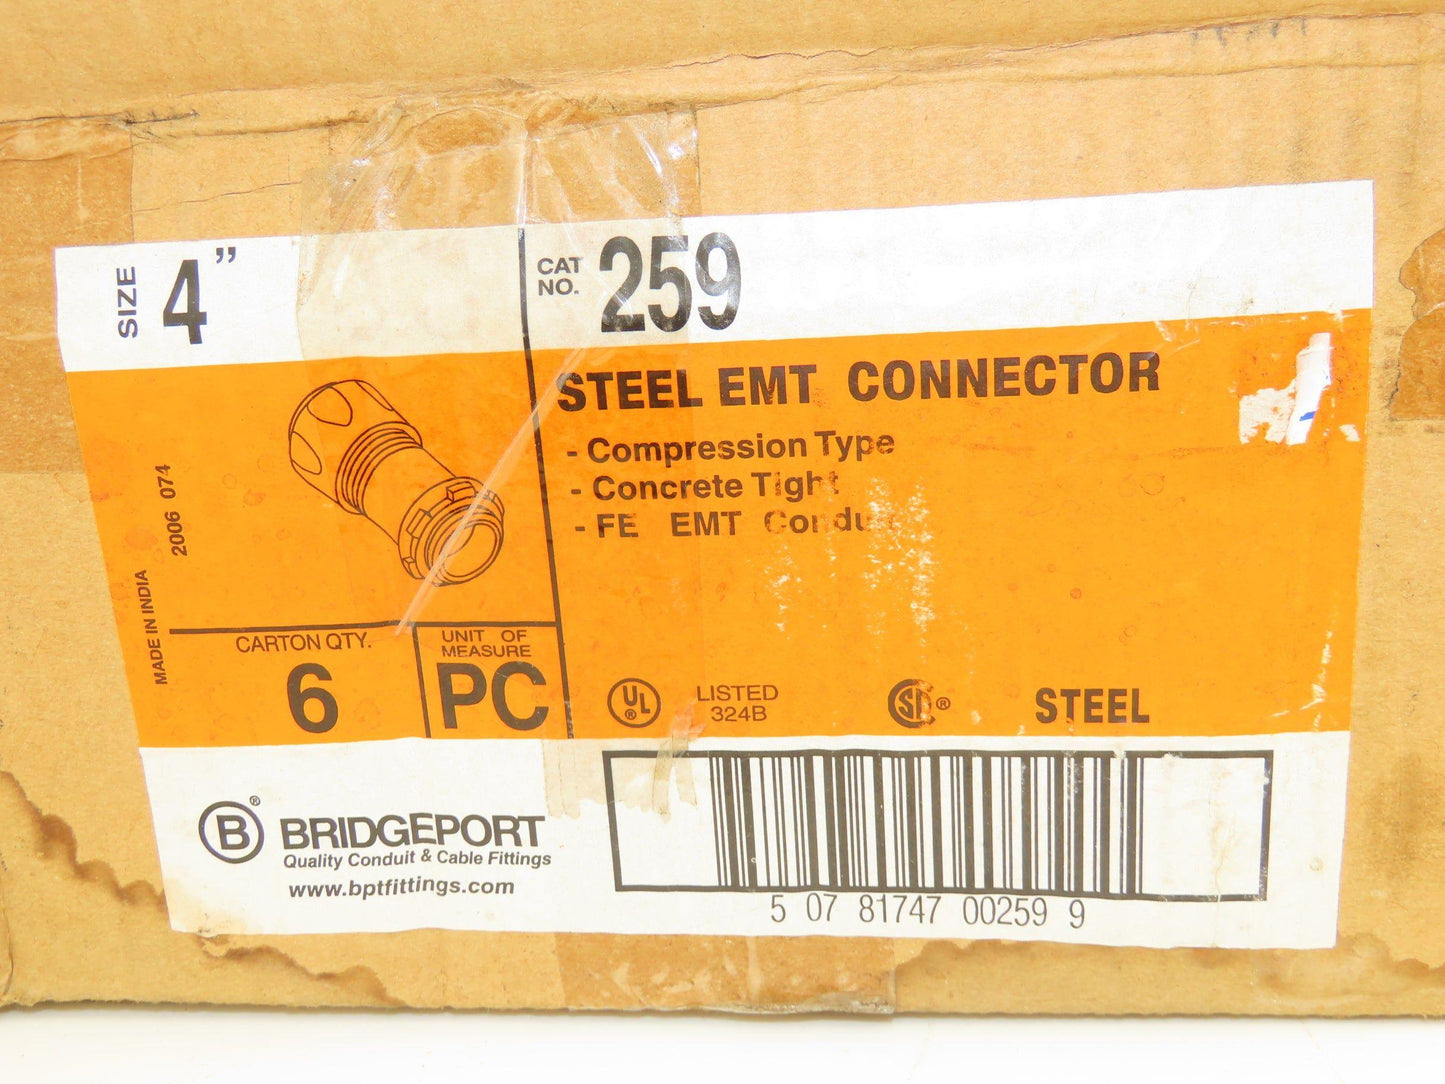 SIZE 4"
CAT NO. 259
STEEL EMT CONNECTOR
- Compression Type
- Concrete Tight
- FE EMT
MADE IN INDIA
2006 074
CARTON QTY.
6
UNIT OF
MEASURE
PC
UL
®
LISTED
324B
®
STEEL
B ®
BRIDGEPORT
Quality Conduit & Cable Fittings
www.bptfittings.com
5 07 81747 00259 9